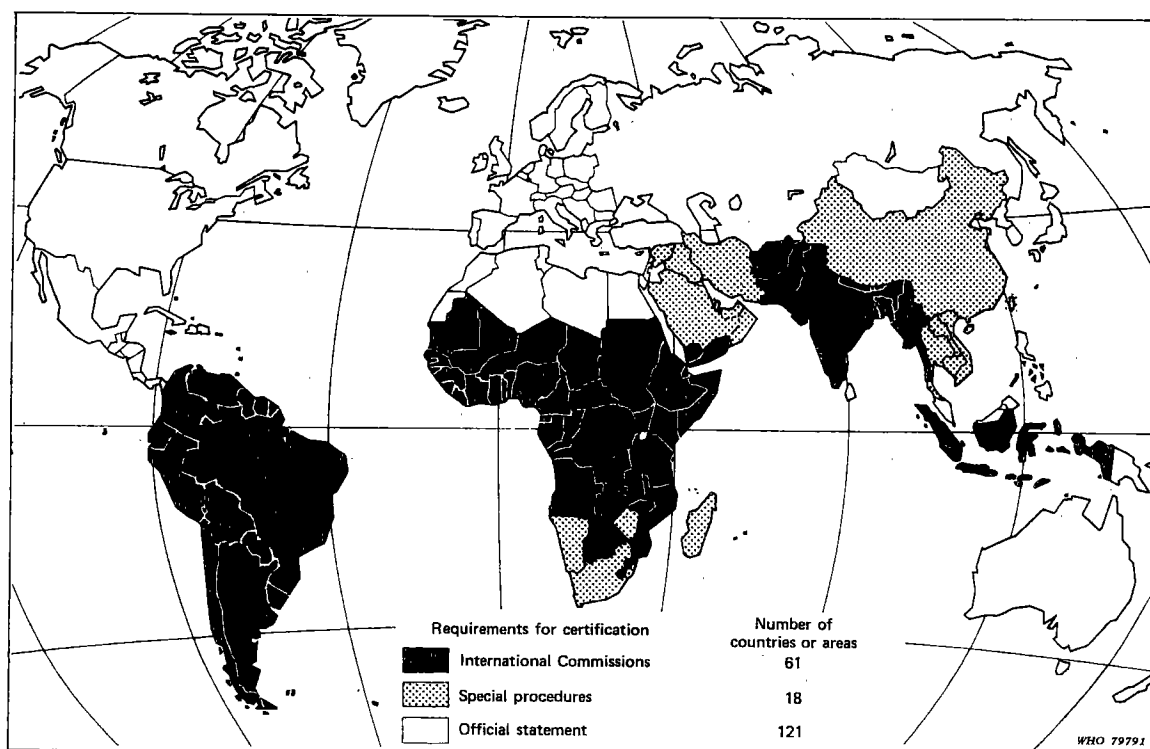 Requirements for certification
Number of
countries or areas
International Commissions 61
Special procedures 18
Official statement 121
WHO 79791